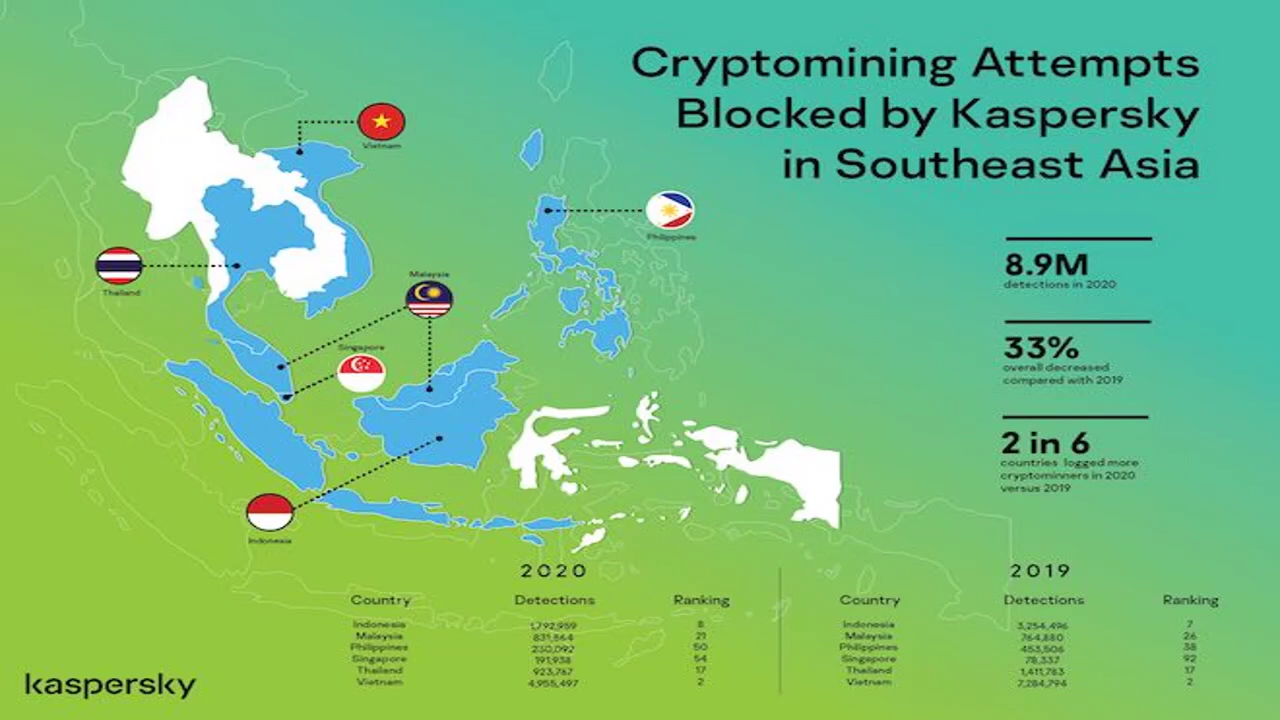 Cryptomining Attempts
Blocked by Kaspersky
in Southeast Asia
Vietnam
Philippines
Thailand
Malaysia
Singapore
Indonesia
8.9M
detections in 2020
33%
overall decreased
compared with 2019
2 in 6
countries logged more
cryptominners in 2020
versus 2019
2020
Country Detections Ranking
Indonesia 1,792,959 8
Malaysia 831,564 21
Philippines 230,092 50
Singapore 191,938 54
Thailand 923,767 17
Vietnam 4,955,497 2
2019
Country Detections Ranking
Indonesia 3,254,496 7
Malaysia 764,880 26
Philippines 453,506 38
Singapore 78,337 92
Thailand 1,411,763 17
Vietnam 7,284,794 2
kaspersky